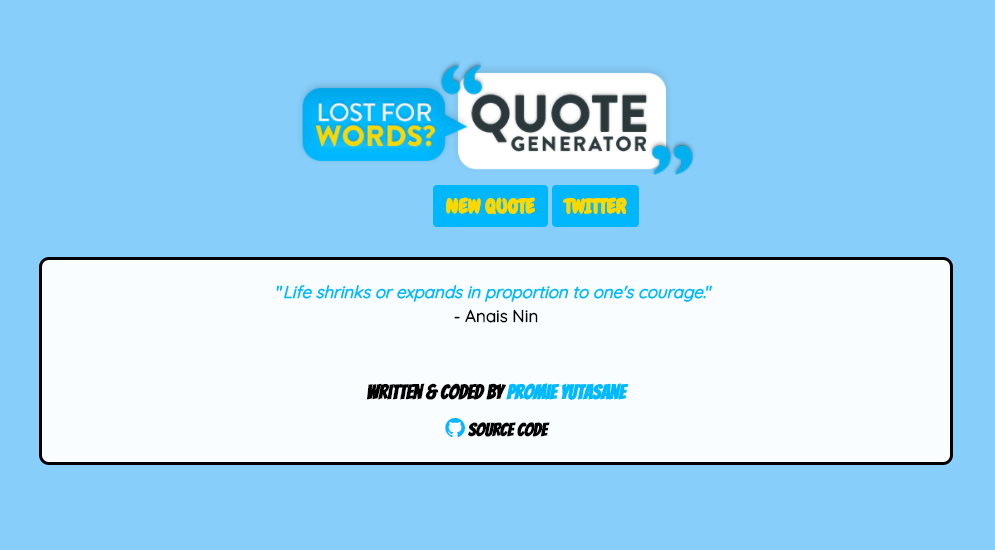 LOST FOR
WORDS?
“QUOTE
GENERATOR”
NEW QUOTE
TWITTER
"Life shrinks or expands in proportion to one's courage."
- Anais Nin
WRITTEN & CODED BY PROMIE YUTASANE
SOURCE CODE